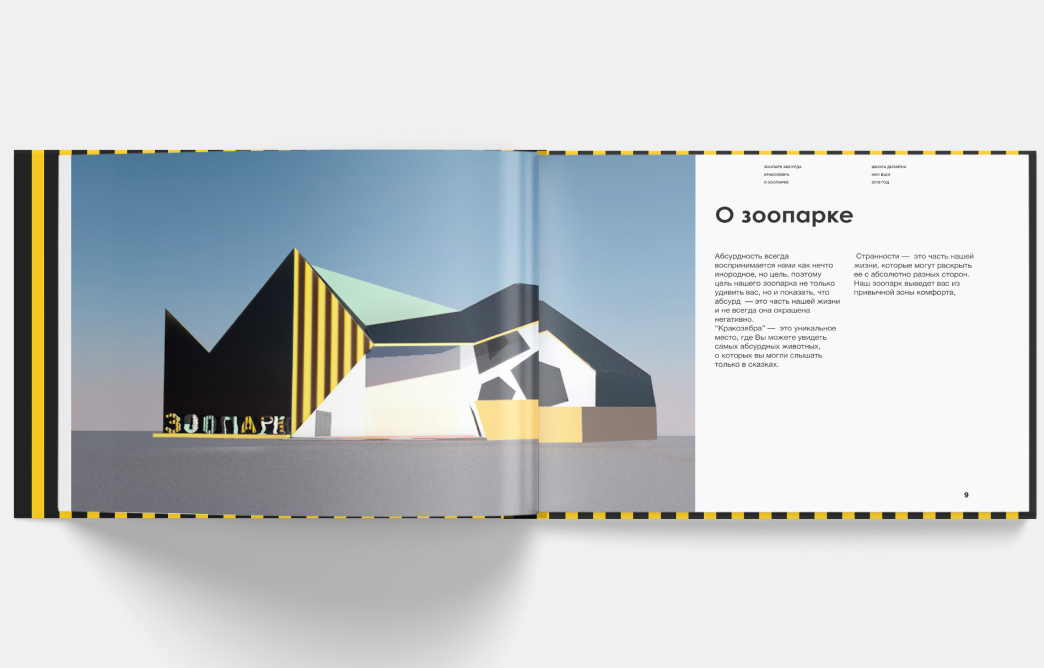 ЗООПАРК
ЗООПАРК АБСУРДА
КРАКОЗЯБРА
О ЗООПАРКЕ
ШКОЛА ДИЗАЙНА
НИУ ВШЭ
2018 ГОД
О зоопарке
Абсурдность всегда
воспринимается нами как нечто
инородное, но цель, поэтому
цель нашего зоопарка не только
удивить вас, но и показать, что
абсурд — это часть нашей жизни
и не всегда она окрашена
негативно.
"Кракозябра" — это уникальное
место, где Вы можете увидеть
самых абсурдных животных,
о которых вы могли слышать
только в сказках.
Странности — это часть нашей
жизни, которые могут раскрыть
ее с абсолютно разных сторон.
Наш зоопарк выведет вас из
привычной зоны комфорта,
9